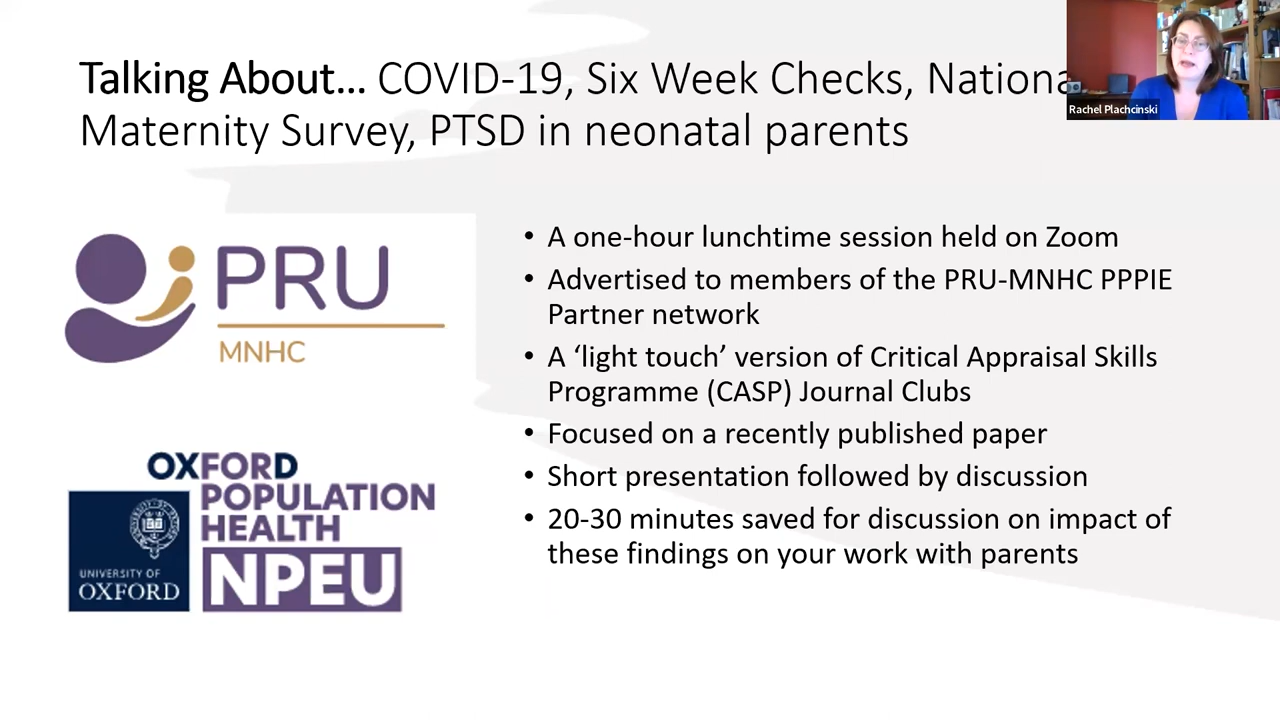 Talking About... COVID-19, Six Week Checks, Nationa
Rachel Plachcinski
Maternity Survey, PTSD in neonatal parents
PRU
MNHC
OXFORD
POPULATION
HEALTH
NPEU
UNIVERSITY OF
OXFORD
• A one-hour lunchtime session held on Zoom
• Advertised to members of the PRU-MNHC PPPIE
Partner network
• A ‘light touch’ version of Critical Appraisal Skills
Programme (CASP) Journal Clubs
• Focused on a recently published paper
• Short presentation followed by discussion
• 20-30 minutes saved for discussion on impact of
these findings on your work with parents